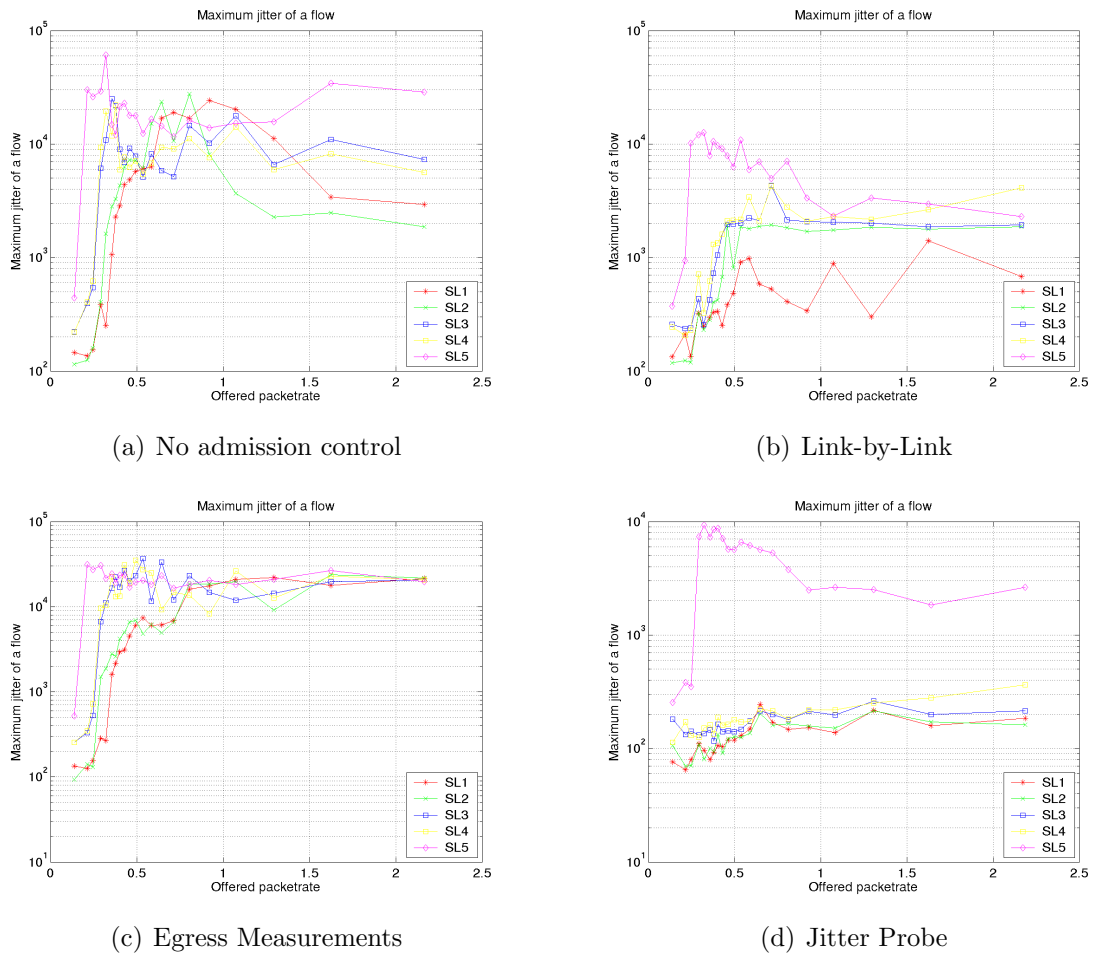 Maximum jitter of a flow
10^5
10^4
10^3
10^2
Maximum jitter of a flow
0
0.5
1
1.5
2
2.5
Offered packetrate
SL1
SL2
SL3
SL4
SL5
(a) No admission control
Maximum jitter of a flow
10^5
10^4
10^3
10^2
Maximum jitter of a flow
0
0.5
1
1.5
2
2.5
Offered packetrate
SL1
SL2
SL3
SL4
SL5
(b) Link-by-Link
Maximum jitter of a flow
10^5
10^4
10^3
10^2
10^1
Maximum jitter of a flow
0
0.5
1
1.5
2
2.5
Offered packetrate
SL1
SL2
SL3
SL4
SL5
(c) Egress Measurements
Maximum jitter of a flow
10^4
10^3
10^2
10^1
Maximum jitter of a flow
0
0.5
1
1.5
2
2.5
Offered packetrate
SL1
SL2
SL3
SL4
SL5
(d) Jitter Probe